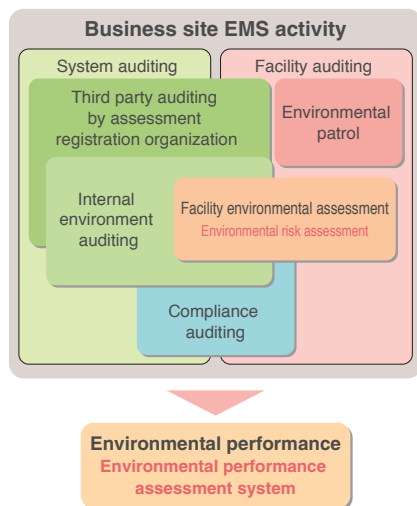 Business site EMS activity
System auditing
Facility auditing
Third party auditing
by assessment
registration organization
Environmental
patrol
Internal
environment
auditing
Facility environmental assessment
Environmental risk assessment
Compliance
auditing
Environmental performance
Environmental performance
assessment system